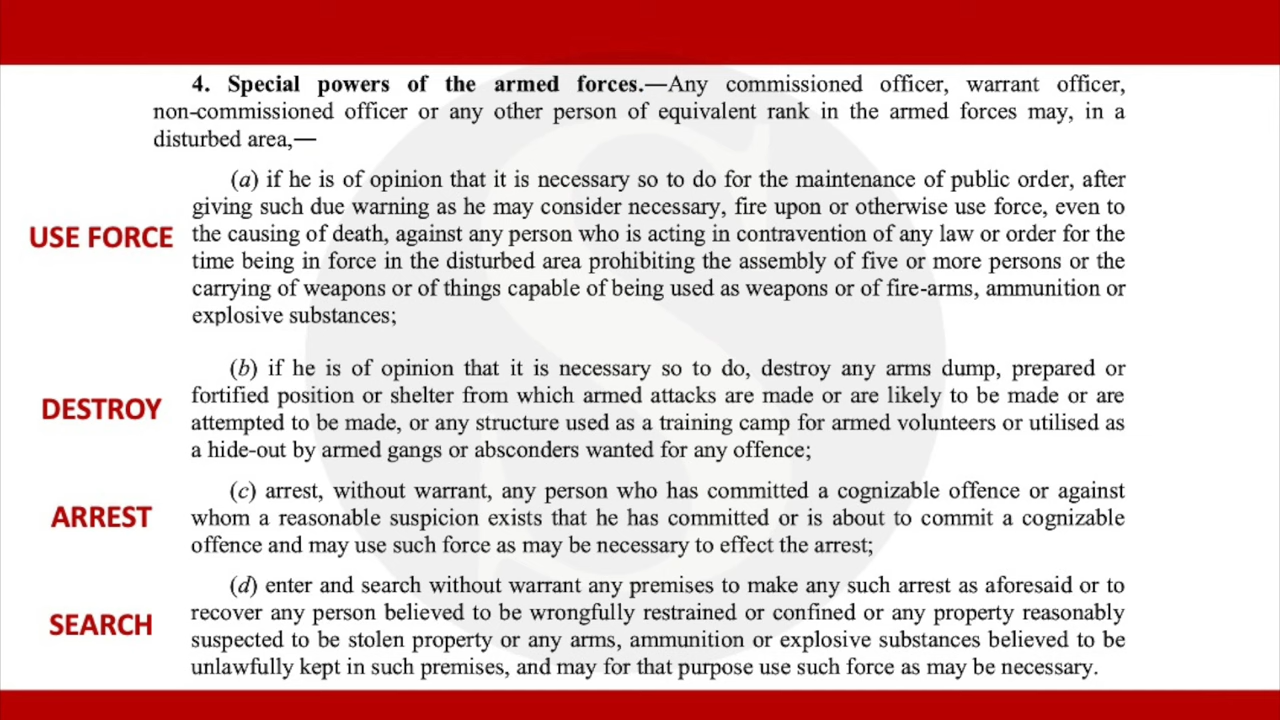 4. Special powers of the armed forces.—Any commissioned officer, warrant officer,
non-commissioned officer or any other person of equivalent rank in the armed forces may, in a
disturbed area,—
(a) if he is of opinion that it is necessary so to do for the maintenance of public order, after
giving such due warning as he may consider necessary, fire upon or otherwise use force, even to
USE FORCE the causing of death, against any person who is acting in contravention of any law or order for the
time being in force in the disturbed area prohibiting the assembly of five or more persons or the
carrying of weapons or of things capable of being used as weapons or of fire-arms, ammunition or
explosive substances;
(b) if he is of opinion that it is necessary so to do, destroy any arms dump, prepared or
DESTROY fortified position or shelter from which armed attacks are made or are likely to be made or are
attempted to be made, or any structure used as a training camp for armed volunteers or utilised as
a hide-out by armed gangs or absconders wanted for any offence;
(c) arrest, without warrant, any person who has committed a cognizable offence or against
ARREST whom a reasonable suspicion exists that he has committed or is about to commit a cognizable
offence and may use such force as may be necessary to effect the arrest;
(d) enter and search without warrant any premises to make any such arrest as aforesaid or to
SEARCH recover any person believed to be wrongfully restrained or confined or any property reasonably
suspected to be stolen property or any arms, ammunition or explosive substances believed to be
unlawfully kept in such premises, and may for that purpose use such force as may be necessary.